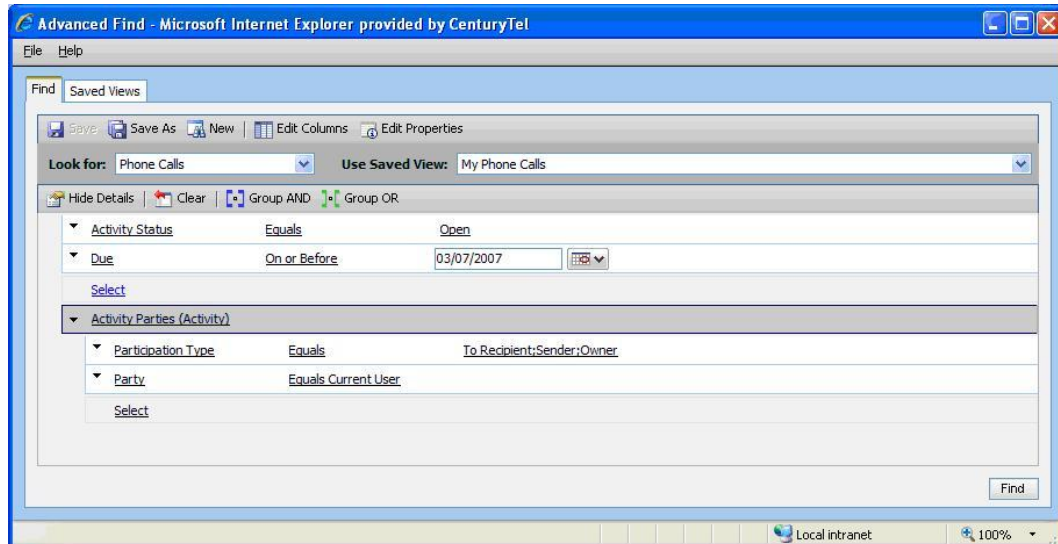 Advanced Find - Microsoft Internet Explorer provided by CenturyTel
File Help
Find Saved Views
Save Save As New Edit Columns Edit Properties
Look for: Phone Calls Use Saved View: My Phone Calls
Hide Details Clear Group AND Group OR
Activity Status Equals Open
Due On or Before 03/07/2007
Select
Activity Parties (Activity)
Participation Type Equals To Recipient;Sender;Owner
Party Equals Current User
Select
Find
Local intranet 100%